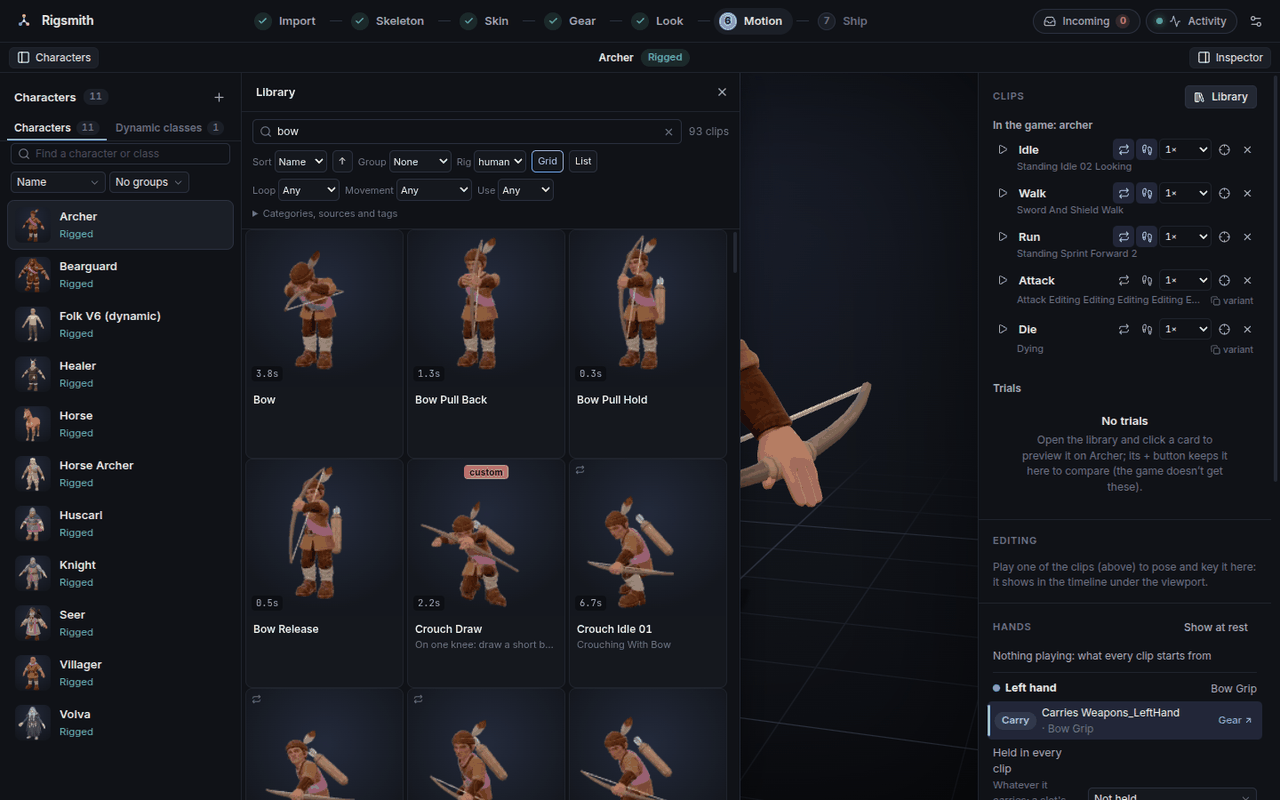 Rigsmith
Import
Skeleton
Skin
Gear
Look
6 Motion
7 Ship
Incoming 0
Activity
Characters
Archer Rigged
Inspector
Characters 11
Characters 11
Dynamic classes 1
Find a character or class
Name
No groups
Archer
Rigged
Bearguard
Rigged
Folk V6 (dynamic)
Rigged
Healer
Rigged
Horse
Rigged
Horse Archer
Rigged
Huscarl
Rigged
Knight
Rigged
Seer
Rigged
Villager
Rigged
Volva
Rigged
Library
bow
93 clips
Sort Name Group None Rig human Grid List
Loop Any Movement Any Use Any
Categories, sources and tags
3.8s
Bow
1.3s
Bow Pull Back
0.3s
Bow Pull Hold
0.5s
Bow Release
custom
2.2s
Crouch Draw
On one knee: draw a short b...
6.7s
Crouch Idle 01
Crouching With Bow
CLIPS
Library
In the game: archer
Idle 1×
Standing Idle 02 Looking
Walk 1×
Sword And Shield Walk
Run 1×
Standing Sprint Forward 2
Attack 1×
Attack Editing Editing Editing Editing E... variant
Die 1×
Dying variant
Trials
No trials
Open the library and click a card to
preview it on Archer; its + button keeps it
here to compare (the game doesn't get
these).
EDITING
Play one of the clips (above) to pose and key it here:
it shows in the timeline under the viewport.
HANDS
Show at rest
Nothing playing: what every clip starts from
Left hand Bow Grip
Carry
Carries Weapons_LeftHand
· Bow Grip
Gear ↗
Held in every
clip
Whatever it
carries: a slot's
Not held